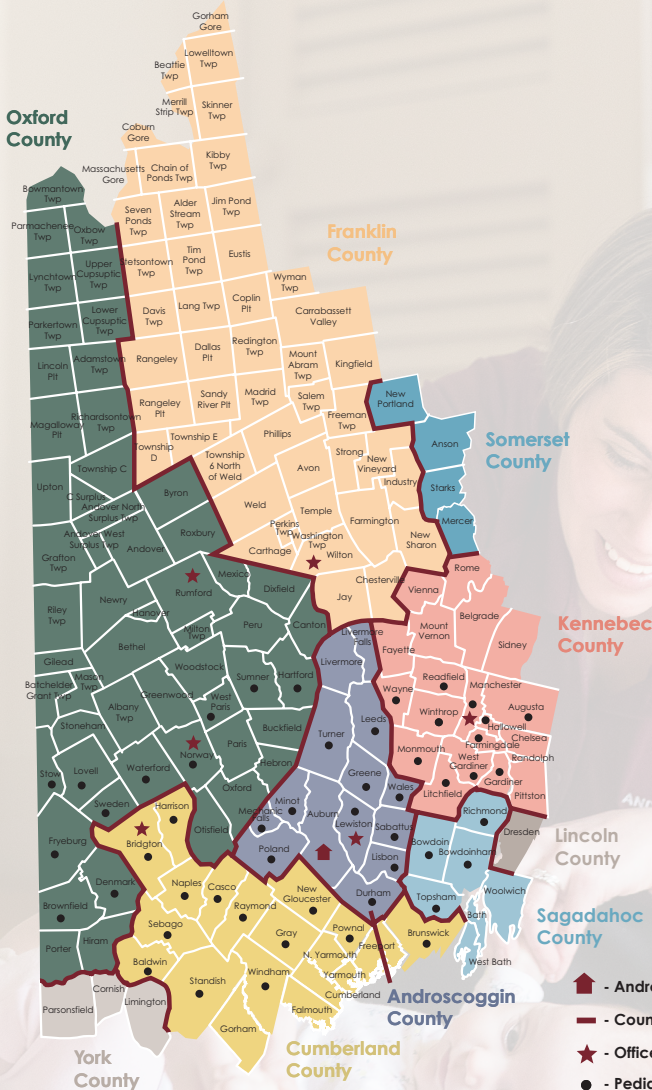 Gorham
Gore
Lowelltown
Twp
Beattie
Twp
Merrill
Strip Twp
Skinner
Twp
Oxford
County
Coburn
Gore
Kibby
Twp
Massachusetts
Gore
Chain of
Ponds Twp
Bowmantown
Twp
Seven
Ponds
Twp
Alder
Stream
Twp
Jim Pond
Twp
Parmachenee
Twp
Oxbow
Twp
Franklin
County
Lynchtown
Twp
Upper
Cupsuptic
Twp
Stetsontown
Twp
Tim
Pond
Twp
Eustis
Wyman
Twp
Parkertown
Twp
Lower
Cupsuptic
Twp
Davis
Twp
Lang Twp
Coplin
Plt
Carrabassett
Valley
Lincoln
Plt
Adamstown
Twp
Rangeley
Dallas
Plt
Redington
Twp
Mount
Abram
Twp
Kingfield
Magalloway
Plt
Richardsontown
Twp
Rangeley
Plt
Sandy
River Plt
Madrid
Twp
Salem
Twp
Freeman
Twp
New
Portland
Township
D
Township E
Phillips
Strong
New
Vineyard
Anson
Somerset
County
Township C
Township
6 North
of Weld
Avon
Industry
Starks
Upton
C Surplus
Andover North
Surplus Twp
Byron
Weld
Temple
Farmington
Mercer
Andover West
Surplus Twp
Andover
Roxbury
Perkins
Twp
Washington
Twp
New
Sharon
Grafton
Twp
Carthage
Wilton
Rome
Rumford
Mexico
Dixfield
Jay
Chesterville
Vienna
Riley
Twp
Newry
Hanover
Milton
Twp
Peru
Canton
Livermore
Falls
Mount
Vernon
Belgrade
Sidney
Kennebec
County
Bethel
Fayette
Gilead
Woodstock
Livermore
Batchelders
Grant Twp
Mason
Twp
Greenwood
Sumner
Hartford
Readfield
Manchester
Wayne
Albany
Twp
West
Paris
Winthrop
Augusta
Stoneham
Buckfield
Turner
Leeds
Hallowell
Chelsea
Norway
Paris
Farmingdale
Stow
Lovell
Waterford
Hebron
Monmouth
West
Gardiner
Randolph
Greene
Wales
Gardiner
Oxford
Litchfield
Pittston
Sweden
Harrison
Mechanic
Falls
Minot
Auburn
Lewiston
Sabattus
Richmond
Fryeburg
Bridgton
Otisfield
Poland
Lisbon
Bowdoin
Bowdoinham
Dresden
Lincoln
County
Denmark
Naples
Casco
New
Gloucester
Durham
Topsham
Woolwich
Brownfield
Raymond
Bath
Sagadahoc
County
Sebago
Gray
Pownal
Brunswick
Porter
Hiram
Freeport
N. Yarmouth
Baldwin
Windham
Yarmouth
West Bath
Standish
Cumberland
Androscoggin
County
- Andro
Parsonsfield
Cornish
Limington
Falmouth
- Coun
Gorham
Cumberland
County
- Office
York
County
- Pedic